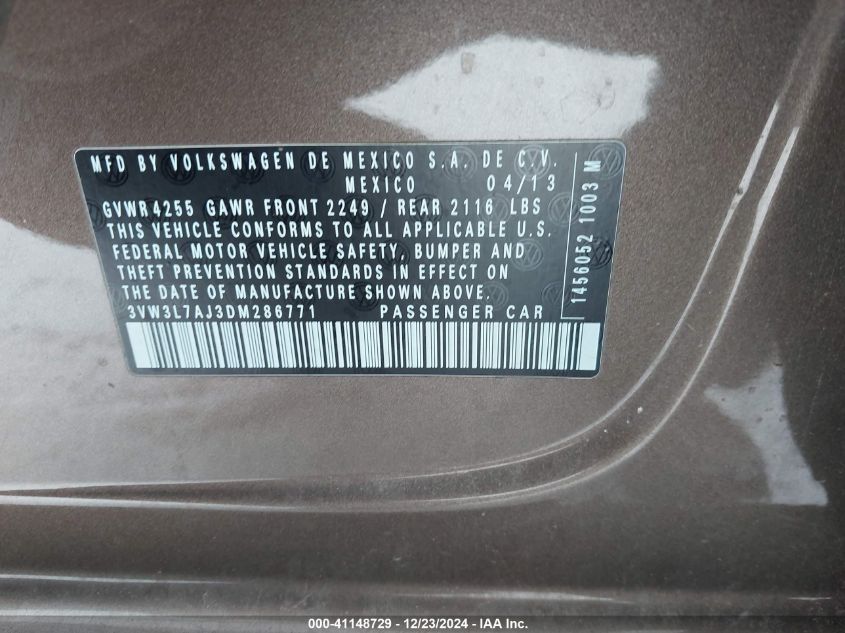 MFD BY VOLKSWAGEN DE MEXICO S.A. DE C.V.
MEXICO 04/13
GVWR 4255 GAWR FRONT 2249 / REAR 2116 LBS
THIS VEHICLE CONFORMS TO ALL APPLICABLE U.S.
FEDERAL MOTOR VEHICLE SAFETY, BUMPER AND
THEFT PREVENTION STANDARDS IN EFFECT ON
THE DATE OF MANUFACTURE SHOWN ABOVE.
3VW3L7AJ3DM286771 PASSENGER CAR
1456052 1003 M
000-41148729 - 12/23/2024 - IAA Inc.